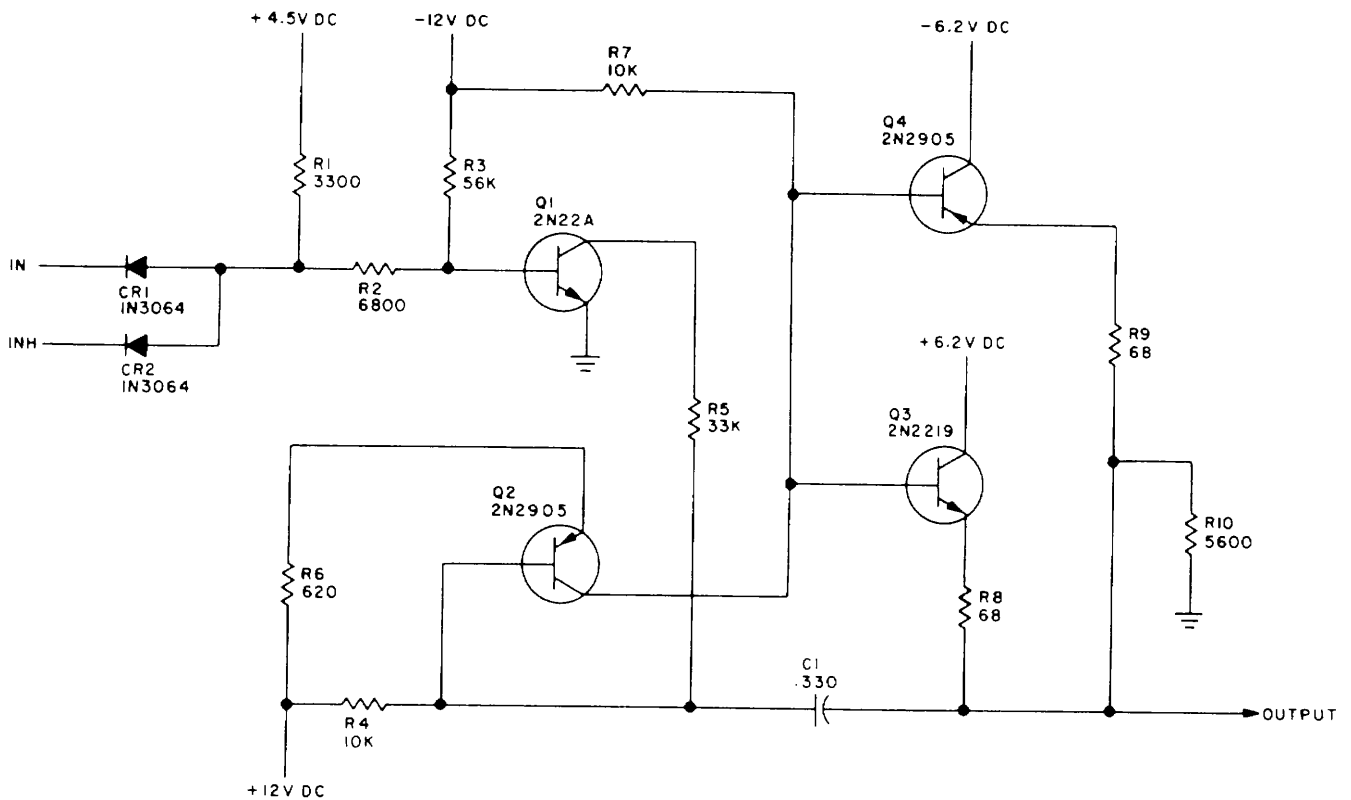 +4.5V DC
-12V DC
-6.2V DC
R7
10K
Q4
2N2905
R1
3300
R3
56K
Q1
2N22A
IN
CR1
1N3064
R2
6800
INH
CR2
1N3064
R9
68
+6.2V DC
R5
33K
Q3
2N2219
Q2
2N2905
R10
5600
R6
620
R8
68
C1
.330
R4
10K
OUTPUT
+12V DC